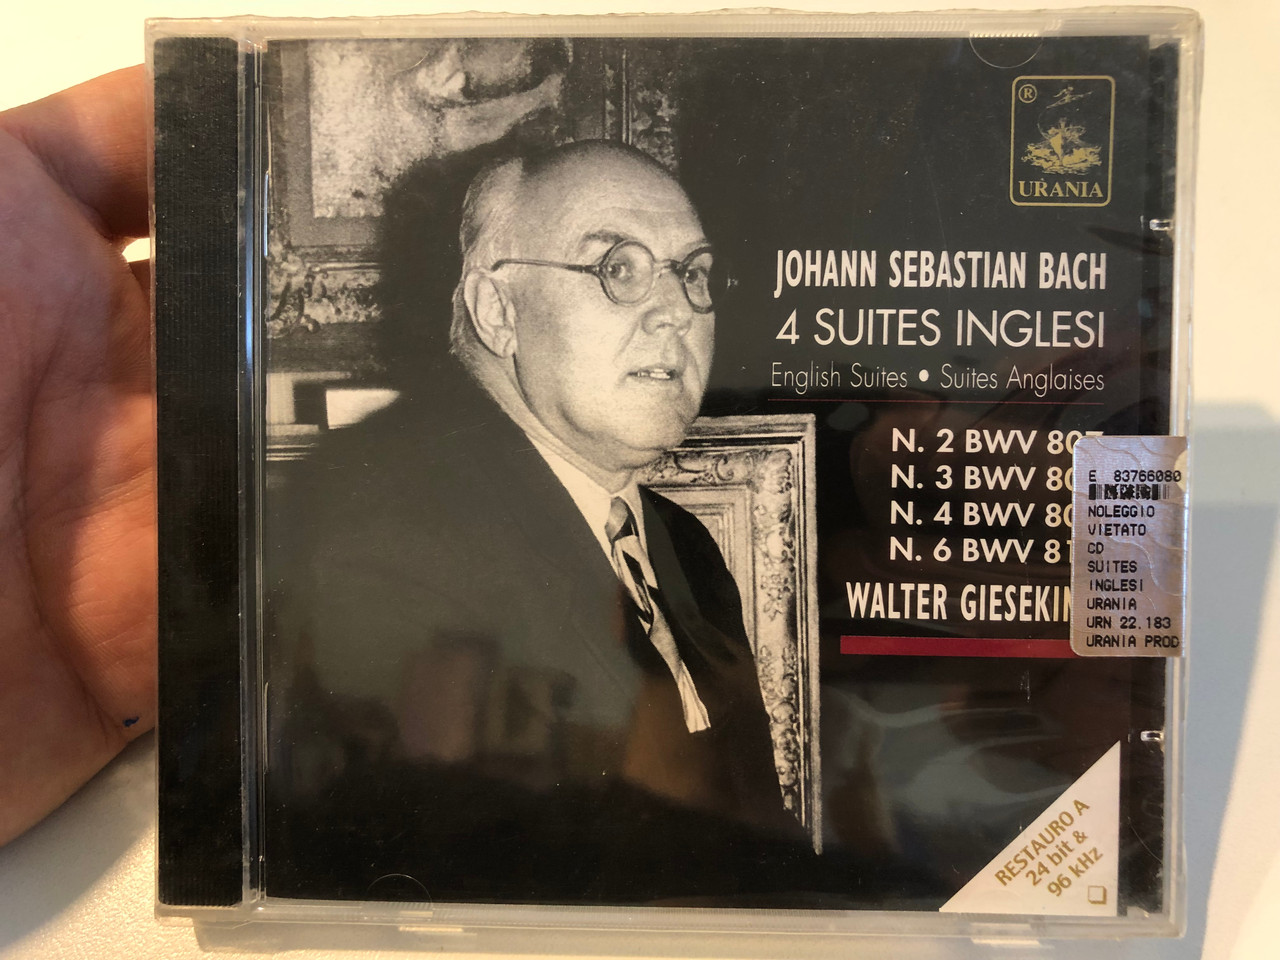 ®
URANIA
JOHANN SEBASTIAN BACH
4 SUITES INGLESI
English Suites • Suites Anglaises
N. 2 BWV
N. 3 BWV
N. 4 BWV
N. 6 BWV
WALTER
E 83766080
NOLEGGIO
VIETATO
CD
SUITES
INGLESI
URANIA
URN 22.183
URANIA PROD
RESTAURO A
24 bit &
96 kHz